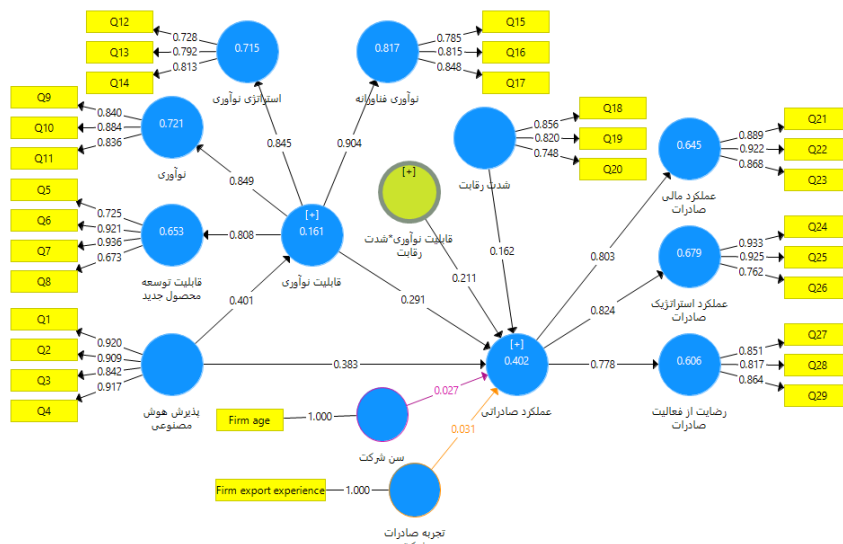 Q12
0.728
Q13
0.792
Q14
0.813
0.715
استراتژی نوآوری
0.817
نوآوری فناورانه
Q15
0.785
Q16
0.815
Q17
0.848
Q9
0.840
Q10
0.884
Q11
0.836
0.721
نوآوری
0.845
0.904
0.849
شدت رقابت
0.856
Q18
0.820
Q19
0.748
Q20
0.645
عملکرد مالی
صادرات
0.889
Q21
0.922
Q22
0.868
Q23
Q5
0.725
Q6
0.921
Q7
0.936
Q8
0.673
0.653
قابلیت توسعه
محصول جدید
0.808
[+]
0.161
قابلیت نوآوری
[+]
قابلیت نوآوری*شدت
رقابت
0.162
0.211
0.291
0.401
0.803
0.824
0.679
عملکرد استراتژیک
صادرات
0.933
Q24
0.925
Q25
0.762
Q26
Q1
0.920
Q2
0.909
Q3
0.842
Q4
0.917
پذیرش هوش
مصنوعی
0.383
[+]
0.402
عملکرد صادراتی
0.778
0.606
رضایت از فعالیت
صادرات
0.851
Q27
0.817
Q28
0.864
Q29
Firm age
1.000
سن شرکت
0.027
0.031
Firm export experience
1.000
تجربه صادرات